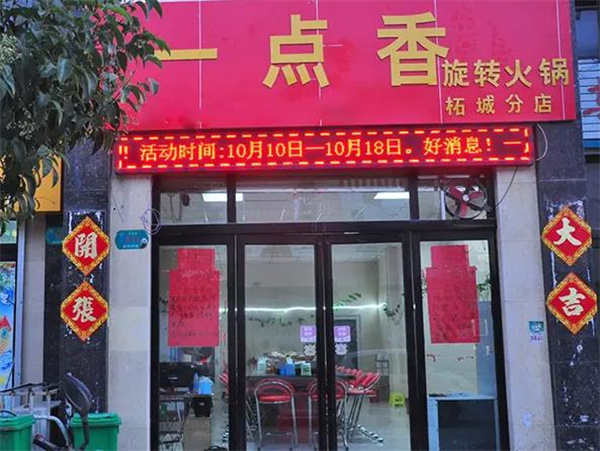 一点香
旋转火锅
柘城分店
活动时间:10月10日—10月18日。好消息！一
開張
大吉